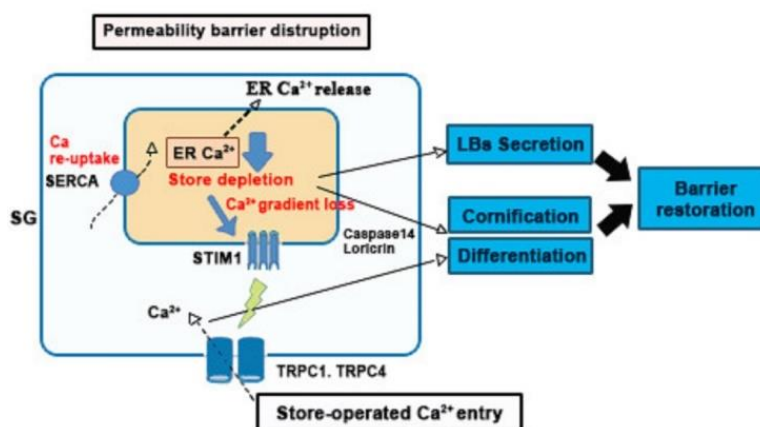 Permeability barrier distruption
ER Ca²⁺ release
Ca
re-uptake
SERCA
ER Ca²⁺
Store depletion
Ca²⁺ gradient loss
SG
STIM1
Caspase14
Loricrin
Ca²⁺
TRPC1. TRPC4
Store-operated Ca²⁺ entry
LBs Secretion
Cornification
Differentiation
Barrier
restoration